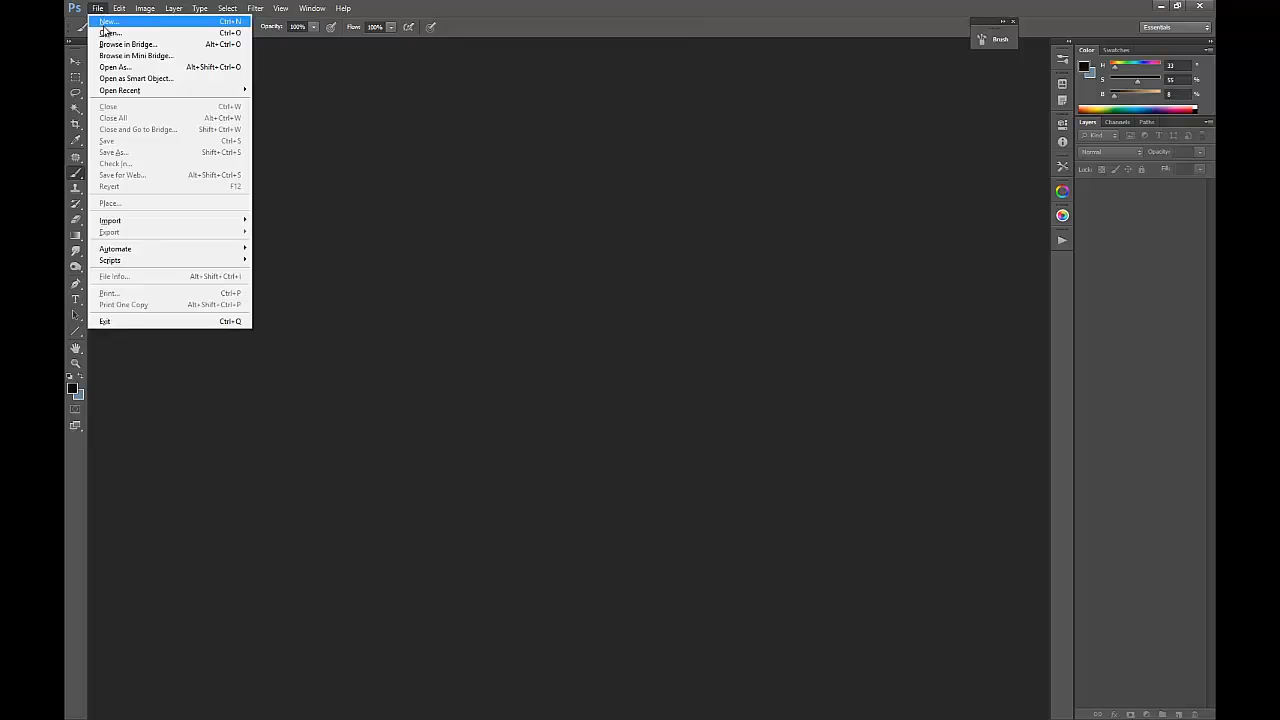 Ps File Edit Image Layer Type Select Filter View Window Help
Opacity: 100% Flow: 100% Essentials
New... Ctrl+N
Open... Ctrl+O
Browse in Bridge... Alt+Ctrl+O
Browse in Mini Bridge...
Open As... Alt+Shift+Ctrl+O
Open as Smart Object...
Open Recent
Close Ctrl+W
Close All Alt+Ctrl+W
Close and Go to Bridge... Shift+Ctrl+W
Save Ctrl+S
Save As... Shift+Ctrl+S
Check In...
Save for Web... Alt+Shift+Ctrl+S
Revert F12
Place...
Import
Export
Automate
Scripts
File Info... Alt+Shift+Ctrl+I
Print... Ctrl+P
Print One Copy Alt+Shift+Ctrl+P
Exit Ctrl+Q
Brush
Color Swatches
H 33 °
S 55 %
B 8 %
Layers Channels Paths
Kind
Normal Opacity:
Lock: Fill: